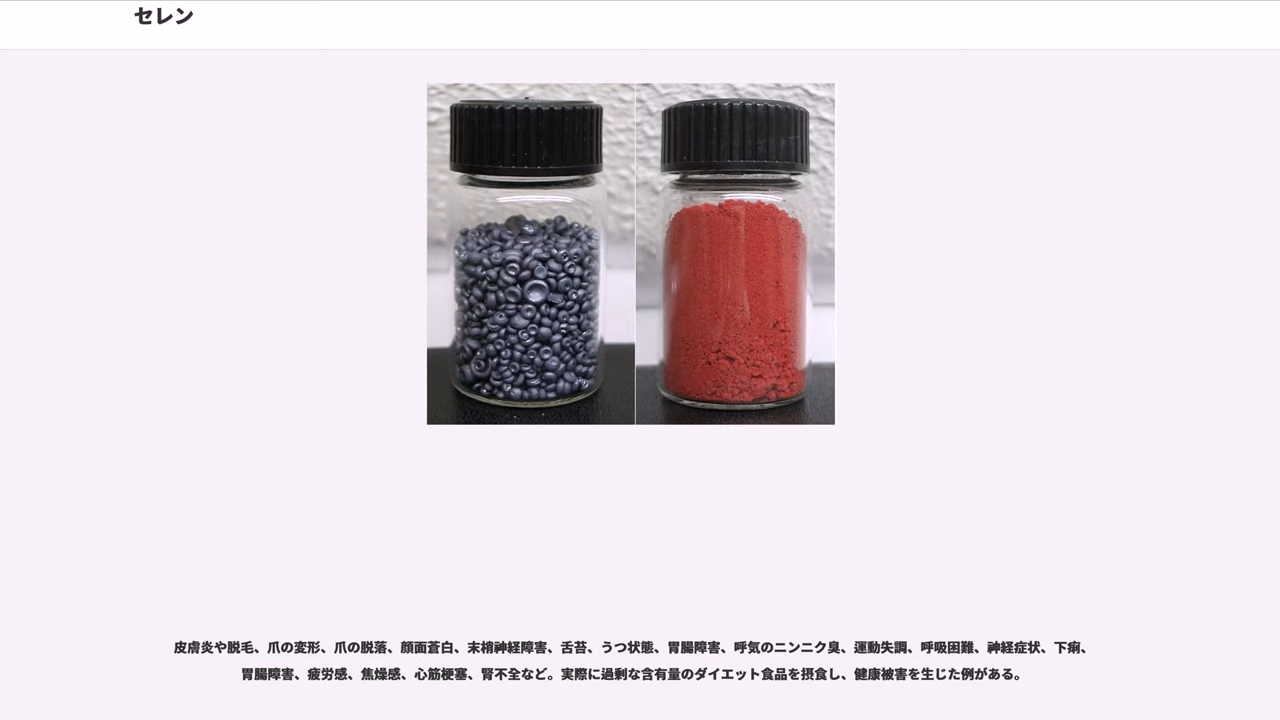 セレン
皮膚炎や脱毛、爪の変形、爪の脱落、顔面蒼白、末梢神経障害、舌苔、うつ状態、胃腸障害、呼気のニンニク臭、運動失調、呼吸困難、神経症状、下痢、
胃腸障害、疲労感、焦燥感、心筋梗塞、腎不全など。実際に過剰な含有量のダイエット食品を摂食し、健康被害を生じた例がある。